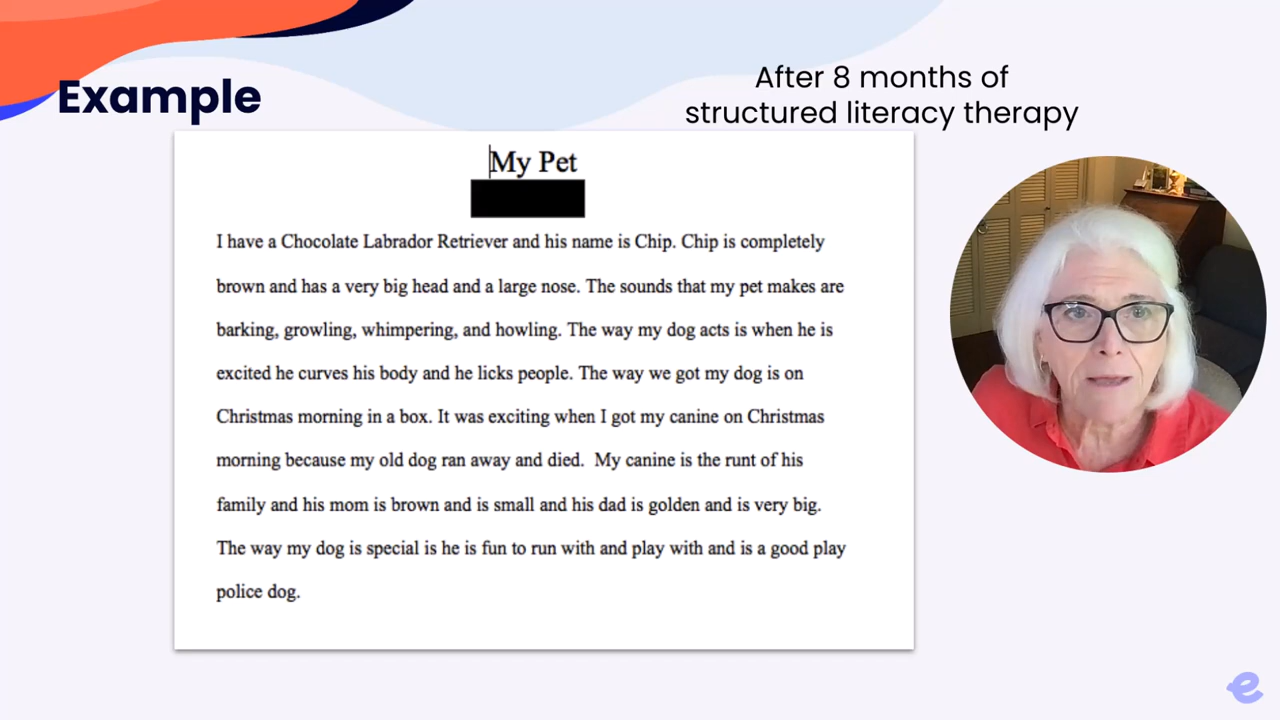 Example
After 8 months of
structured literacy therapy
My Pet
I have a Chocolate Labrador Retriever and his name is Chip. Chip is completely
brown and has a very big head and a large nose. The sounds that my pet makes are
barking, growling, whimpering, and howling. The way my dog acts is when he is
excited he curves his body and he licks people. The way we got my dog is on
Christmas morning in a box. It was exciting when I got my canine on Christmas
morning because my old dog ran away and died.  My canine is the runt of his
family and his mom is brown and is small and his dad is golden and is very big.
The way my dog is special is he is fun to run with and play with and is a good play
police dog.
e